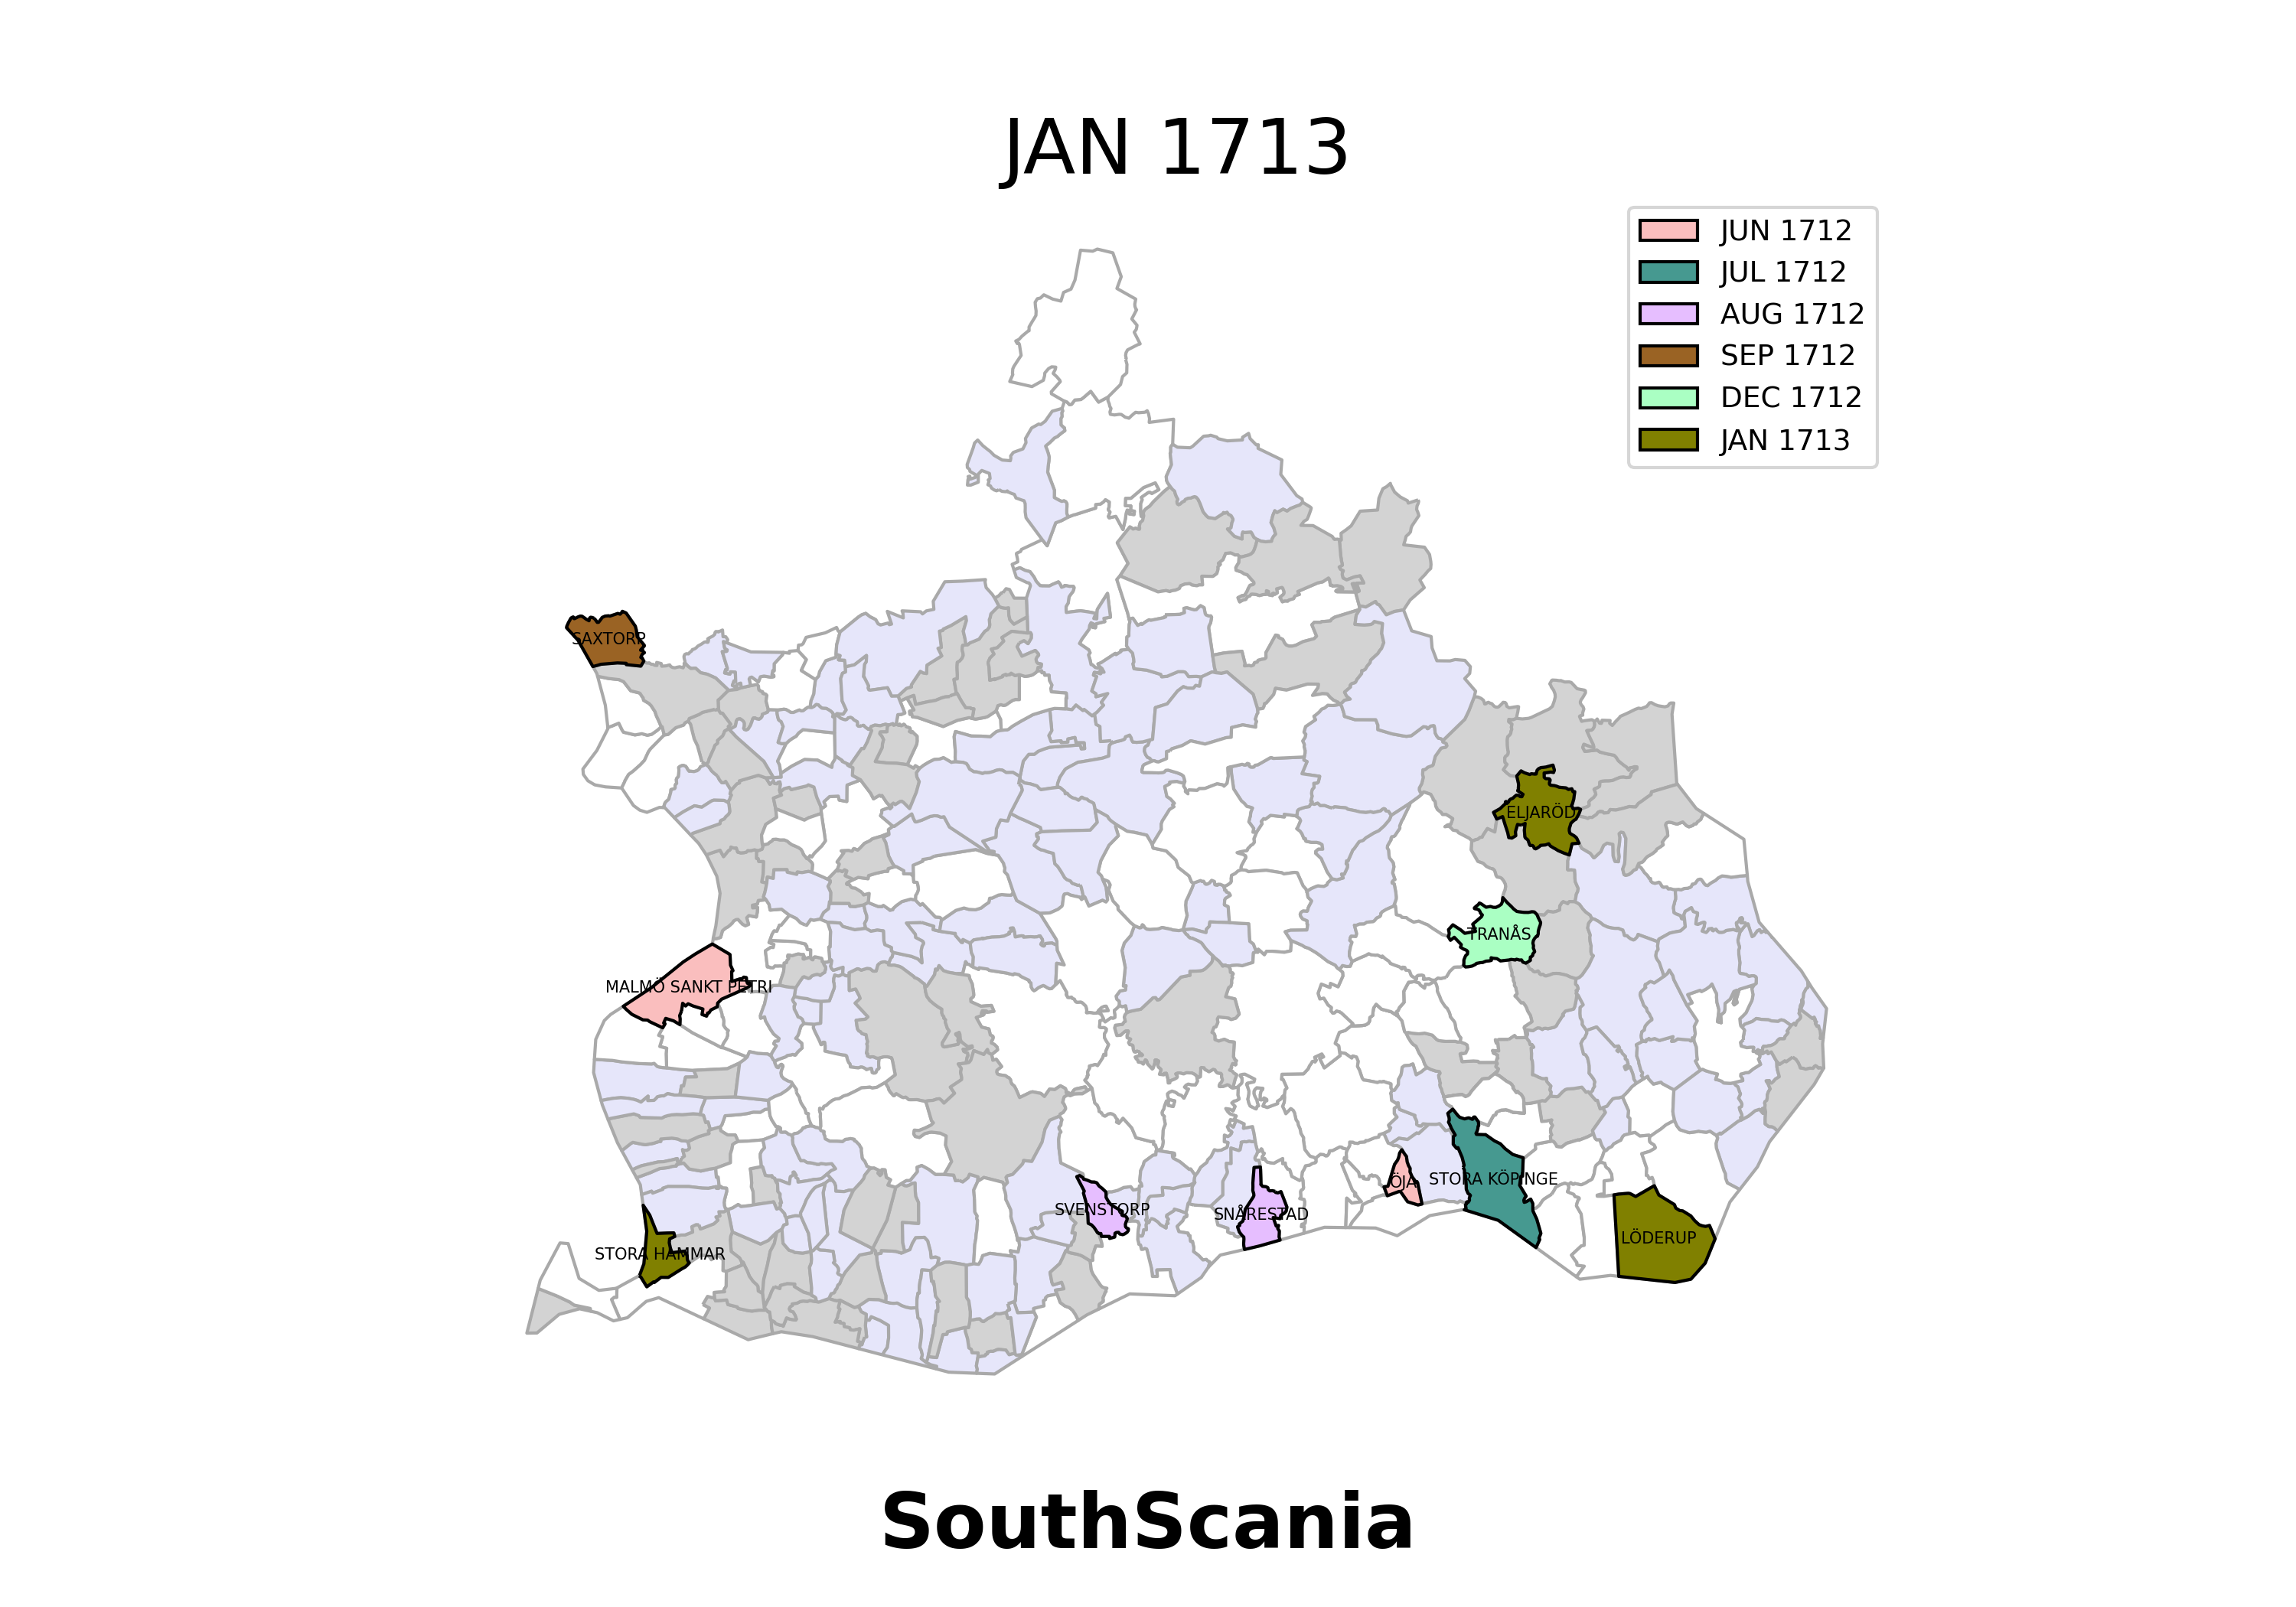 JAN 1713
JUN 1712
JUL 1712
AUG 1712
SEP 1712
DEC 1712
JAN 1713
SAXTORP
ELJARÖD
TRANÅS
MALMÖ SANKT PETRI
ÖJA
STORA KÖPINGE
SVENSTORP
SNÅRESTAD
LÖDERUP
STORA HAMMAR
SouthScania